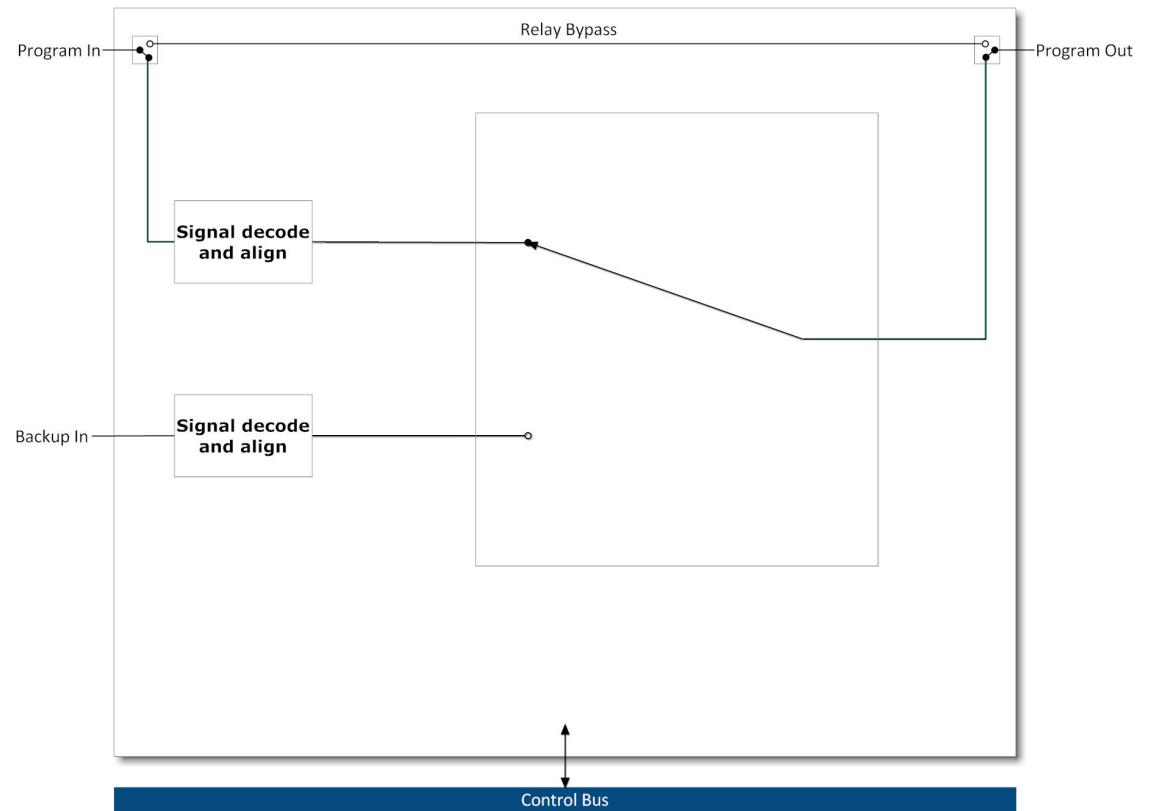 Relay Bypass
Program In
Program Out
Signal decode
and align
Signal decode
and align
Backup In
Control Bus